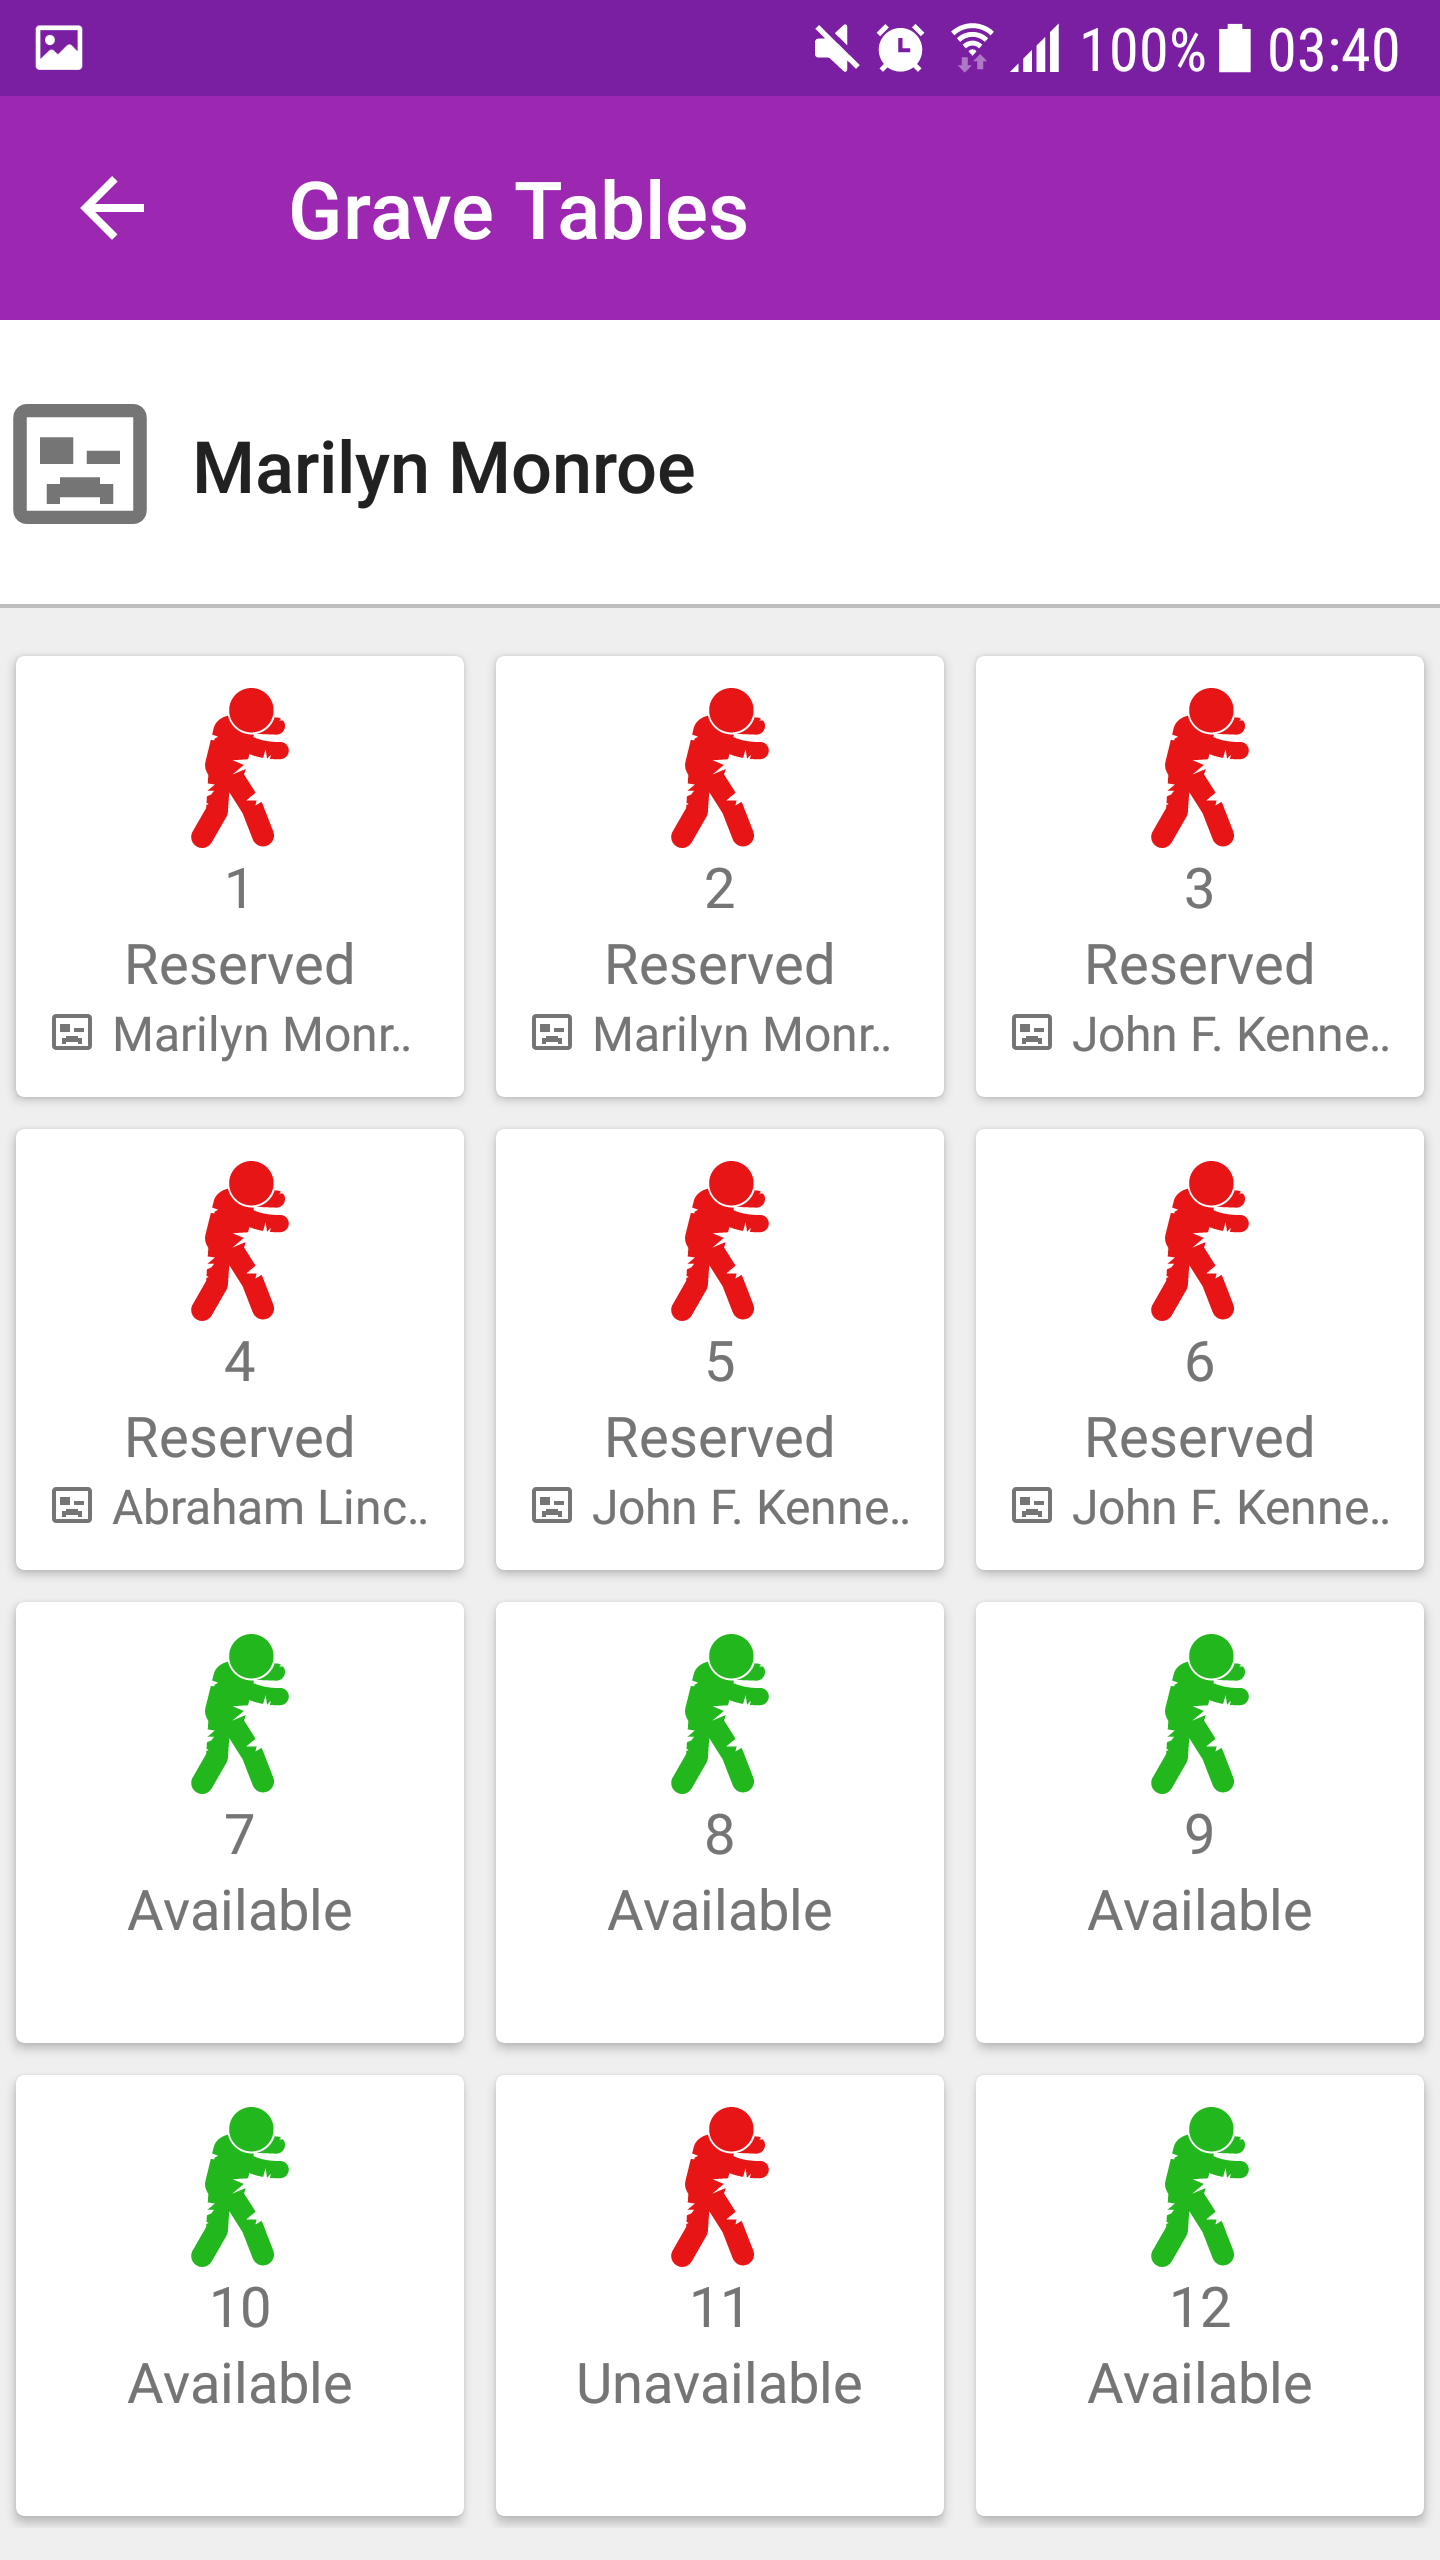 100% 03:40
Grave Tables
Marilyn Monroe
1 2 3
Reserved Reserved Reserved
Marilyn Monr.. Marilyn Monr.. John F. Kenne..
4 5 6
Reserved Reserved Reserved
Abraham Linc.. John F. Kenne.. John F. Kenne..
7 8 9
Available Available Available
10 11 12
Available Unavailable Available